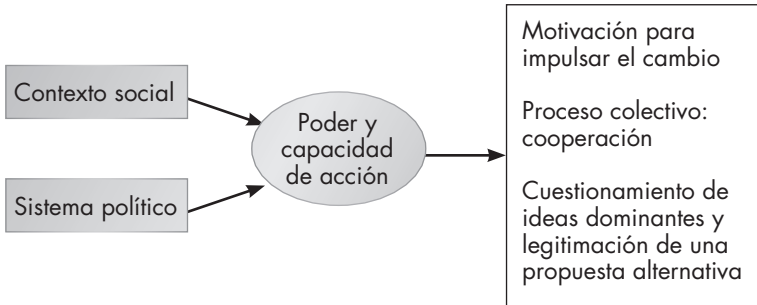 Contexto social
Sistema político
Poder y
capacidad
de acción
Motivación para
impulsar el cambio
Proceso colectivo:
cooperación
Cuestionamiento de
ideas dominantes y
legitimación de una
propuesta alternativa